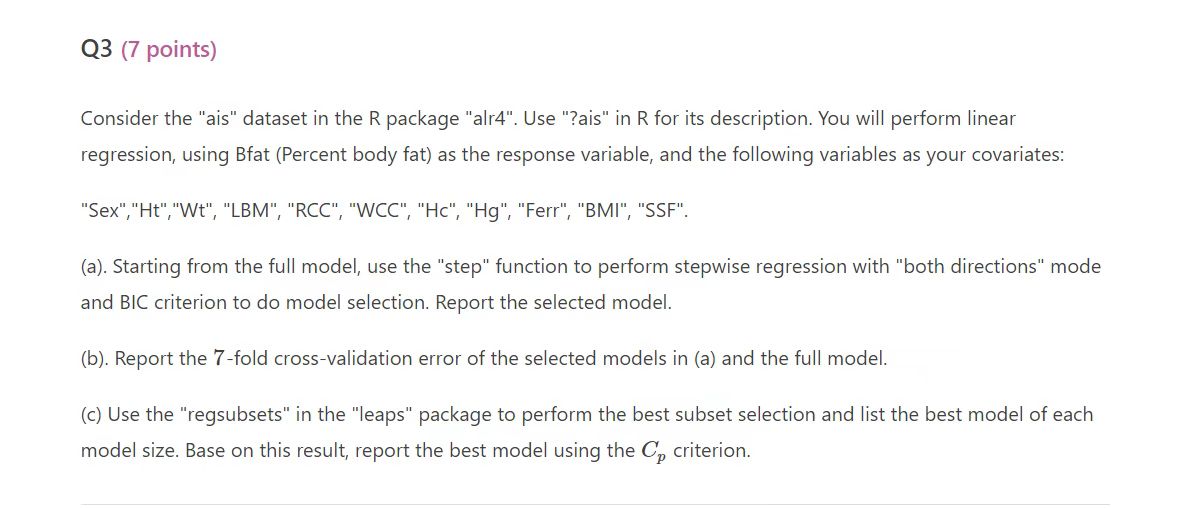 Q3 (7 points)
Consider the "ais" dataset in the R package "alr4". Use "?ais" in R for its description. You will perform linear
regression, using Bfat (Percent body fat) as the response variable, and the following variables as your covariates:
"Sex","Ht","Wt", "LBM", "RCC", "WCC", "Hc", "Hg", "Ferr", "BMI", "SSF".
(a). Starting from the full model, use the "step" function to perform stepwise regression with "both directions" mode
and BIC criterion to do model selection. Report the selected model.
(b). Report the 7-fold cross-validation error of the selected models in (a) and the full model.
(c) Use the "regsubsets" in the "leaps" package to perform the best subset selection and list the best model of each
model size. Base on this result, report the best model using the Cₚ criterion.